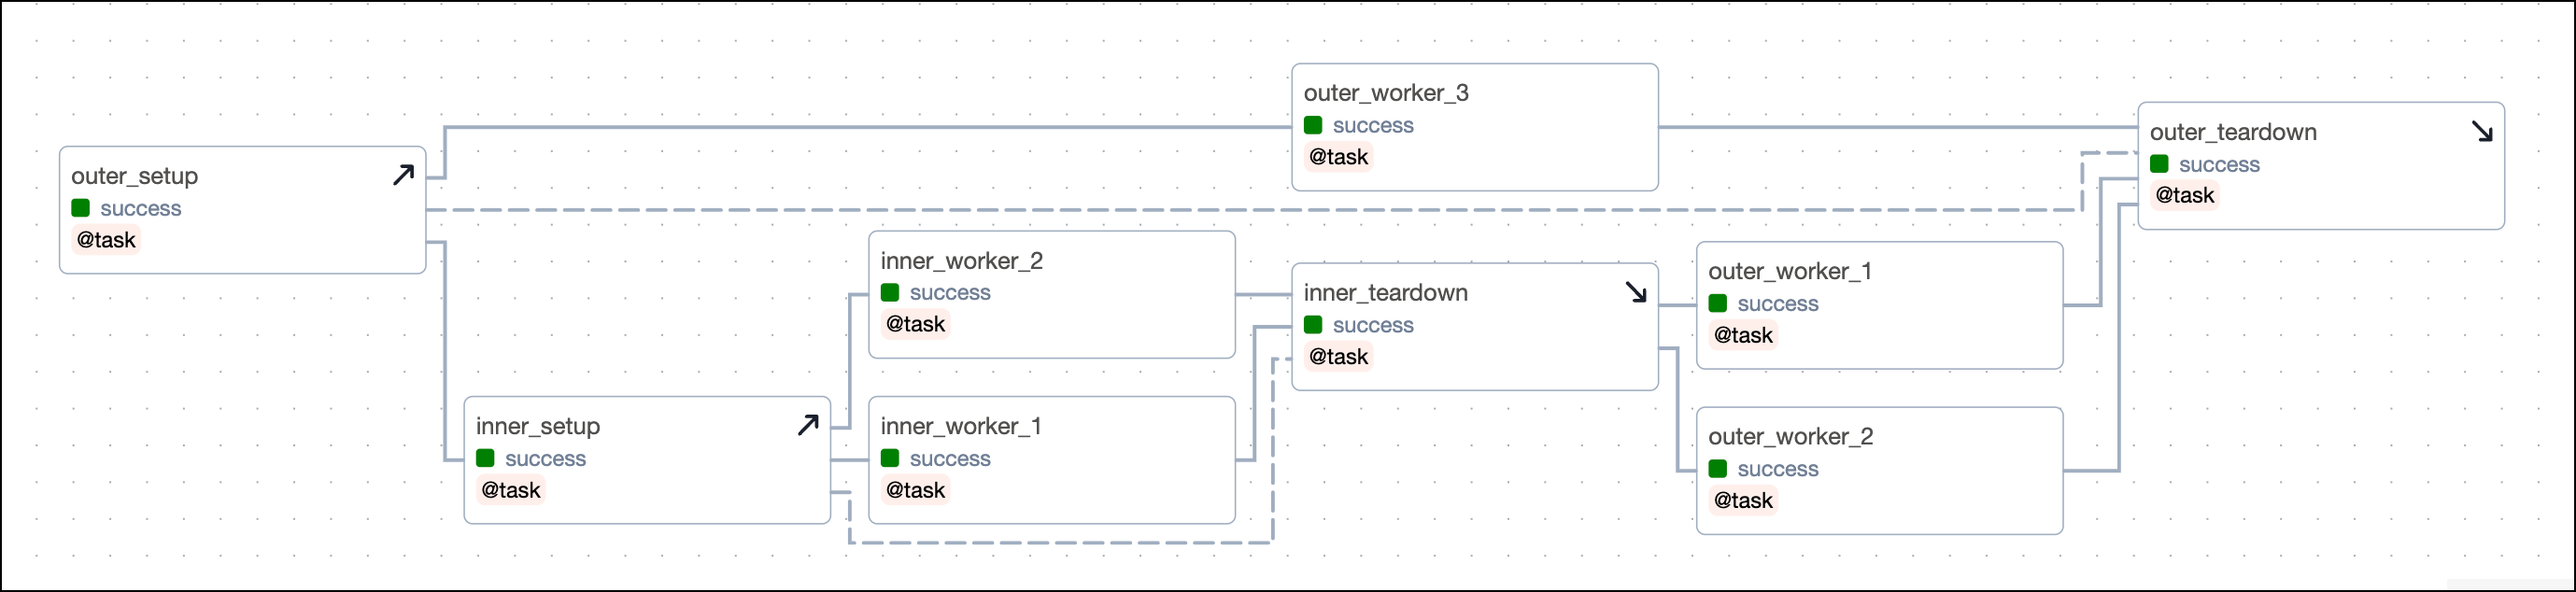 outer_setup
success
@task
inner_setup
success
@task
inner_worker_2
success
@task
inner_worker_1
success
@task
outer_worker_3
success
@task
inner_teardown
success
@task
outer_worker_1
success
@task
outer_worker_2
success
@task
outer_teardown
success
@task